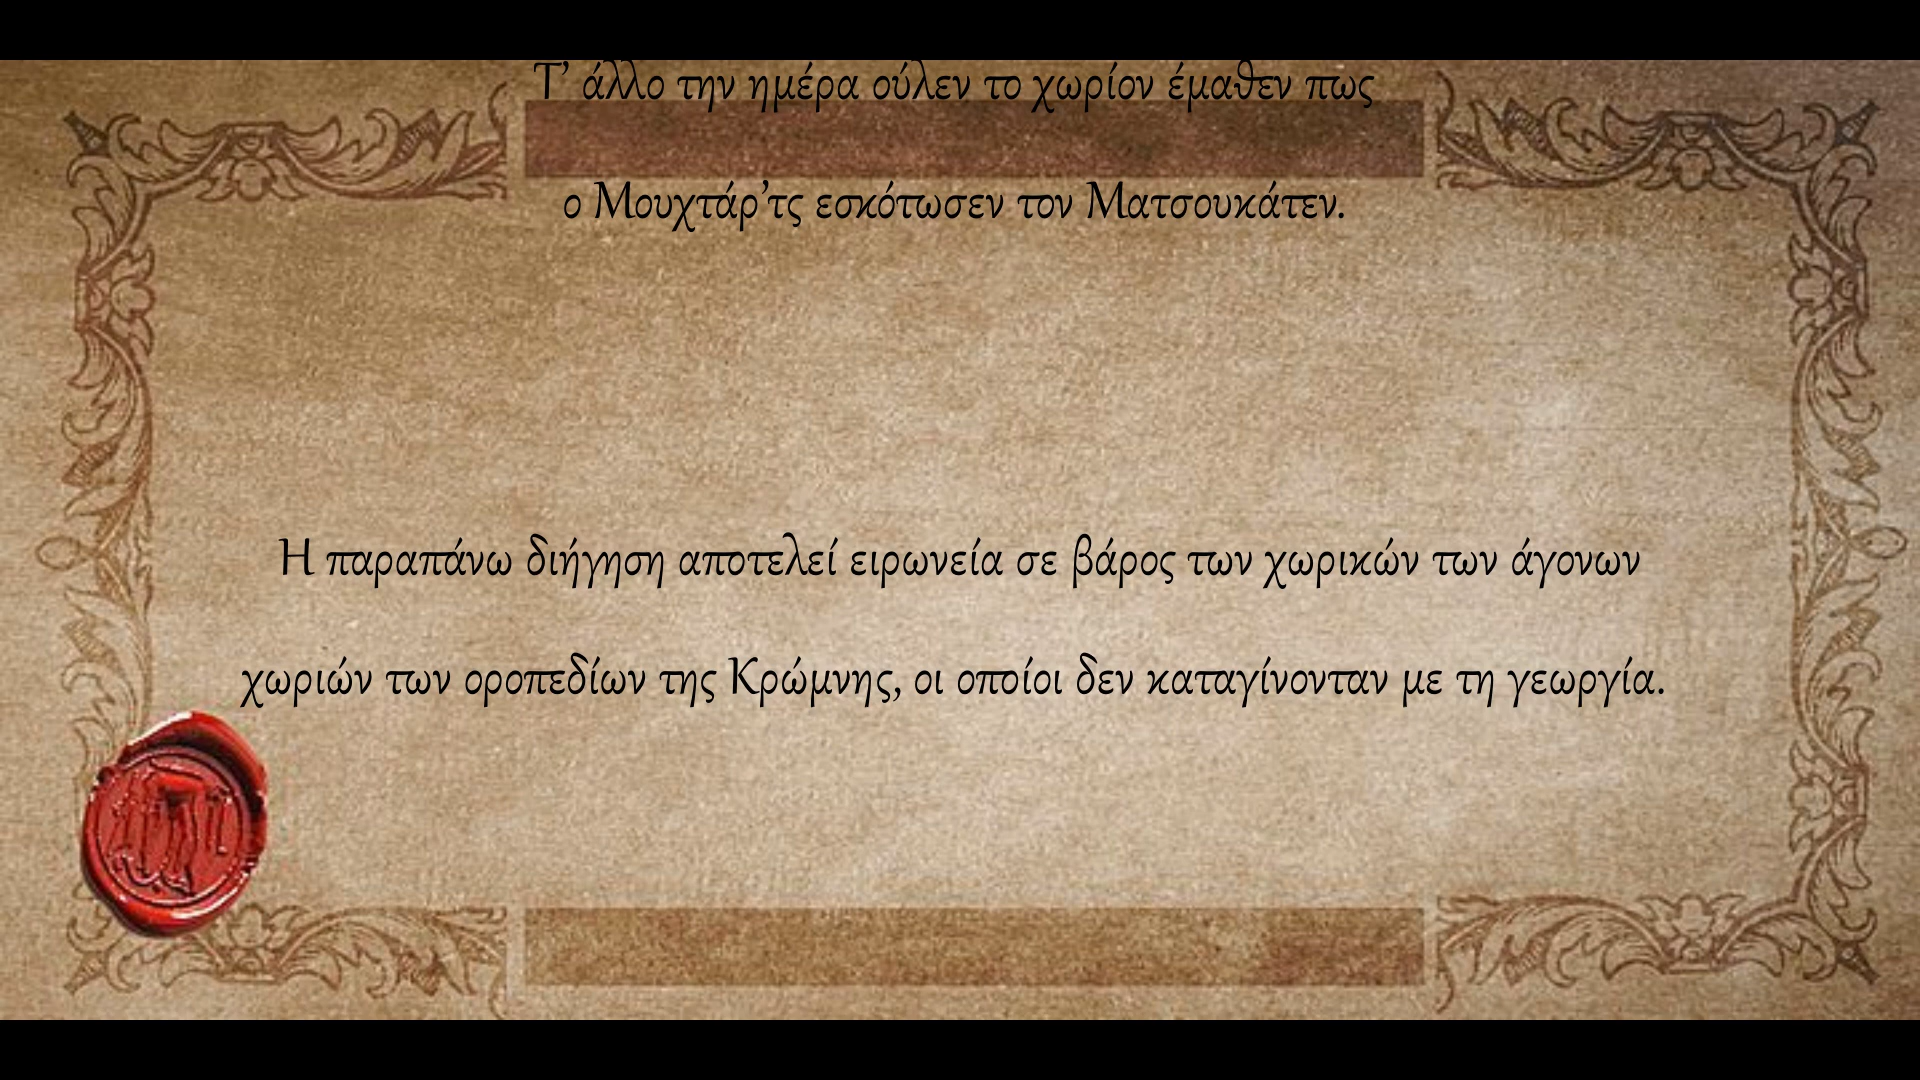 Τ’ άλλο την ημέρα ούλεν το χωρίον έμαθεν πως
ο Μουχτάρ’τς εσκότωσεν τον Ματσουκάτεν.
Η παραπάνω διήγηση αποτελεί ειρωνεία σε βάρος των χωρικών των άγονων
χωριών των οροπεδίων της Κρώμνης, οι οποίοι δεν καταγίνονταν με τη γεωργία.